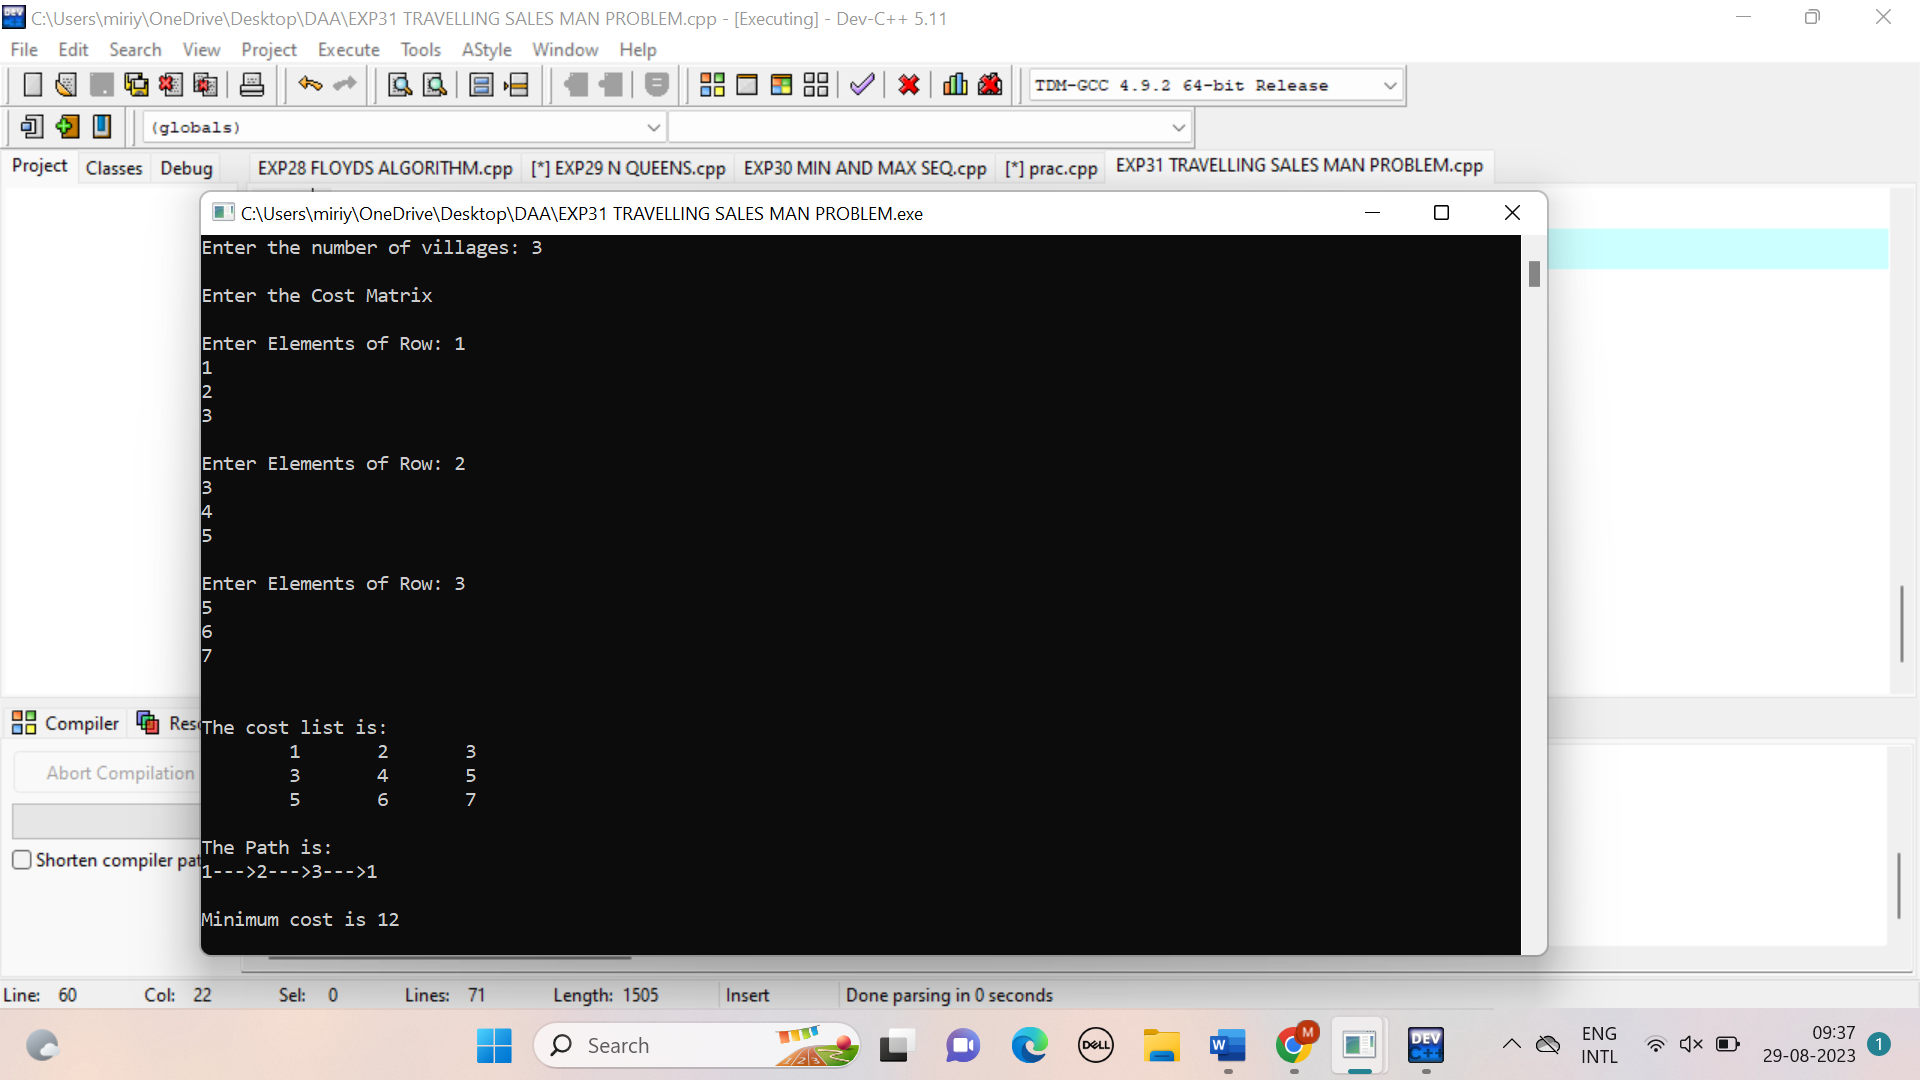 C:\Users\miriy\OneDrive\Desktop\DAA\EXP31 TRAVELLING SALES MAN PROBLEM.cpp - [Executing] - Dev-C++ 5.11
File Edit Search View Project Execute Tools AStyle Window Help
TDM-GCC 4.9.2 64-bit Release
(globals)
Project Classes Debug EXP28 FLOYDS ALGORITHM.cpp [*] EXP29 N QUEENS.cpp EXP30 MIN AND MAX SEQ.cpp [*] prac.cpp EXP31 TRAVELLING SALES MAN PROBLEM.cpp
C:\Users\miriy\OneDrive\Desktop\DAA\EXP31 TRAVELLING SALES MAN PROBLEM.exe
Enter the number of villages: 3
Enter the Cost Matrix
Enter Elements of Row: 1
1
2
3
Enter Elements of Row: 2
3
4
5
Enter Elements of Row: 3
5
6
7
The cost list is:
1 2 3
3 4 5
5 6 7
The Path is:
1--->2--->3--->1
Minimum cost is 12
Compiler Res
Abort Compilation
Shorten compiler pat
Line: 60 Col: 22 Sel: 0 Lines: 71 Length: 1505 Insert Done parsing in 0 seconds
Search
DELL
W
M
DEV
C++
ENG
INTL
09:37
29-08-2023
1